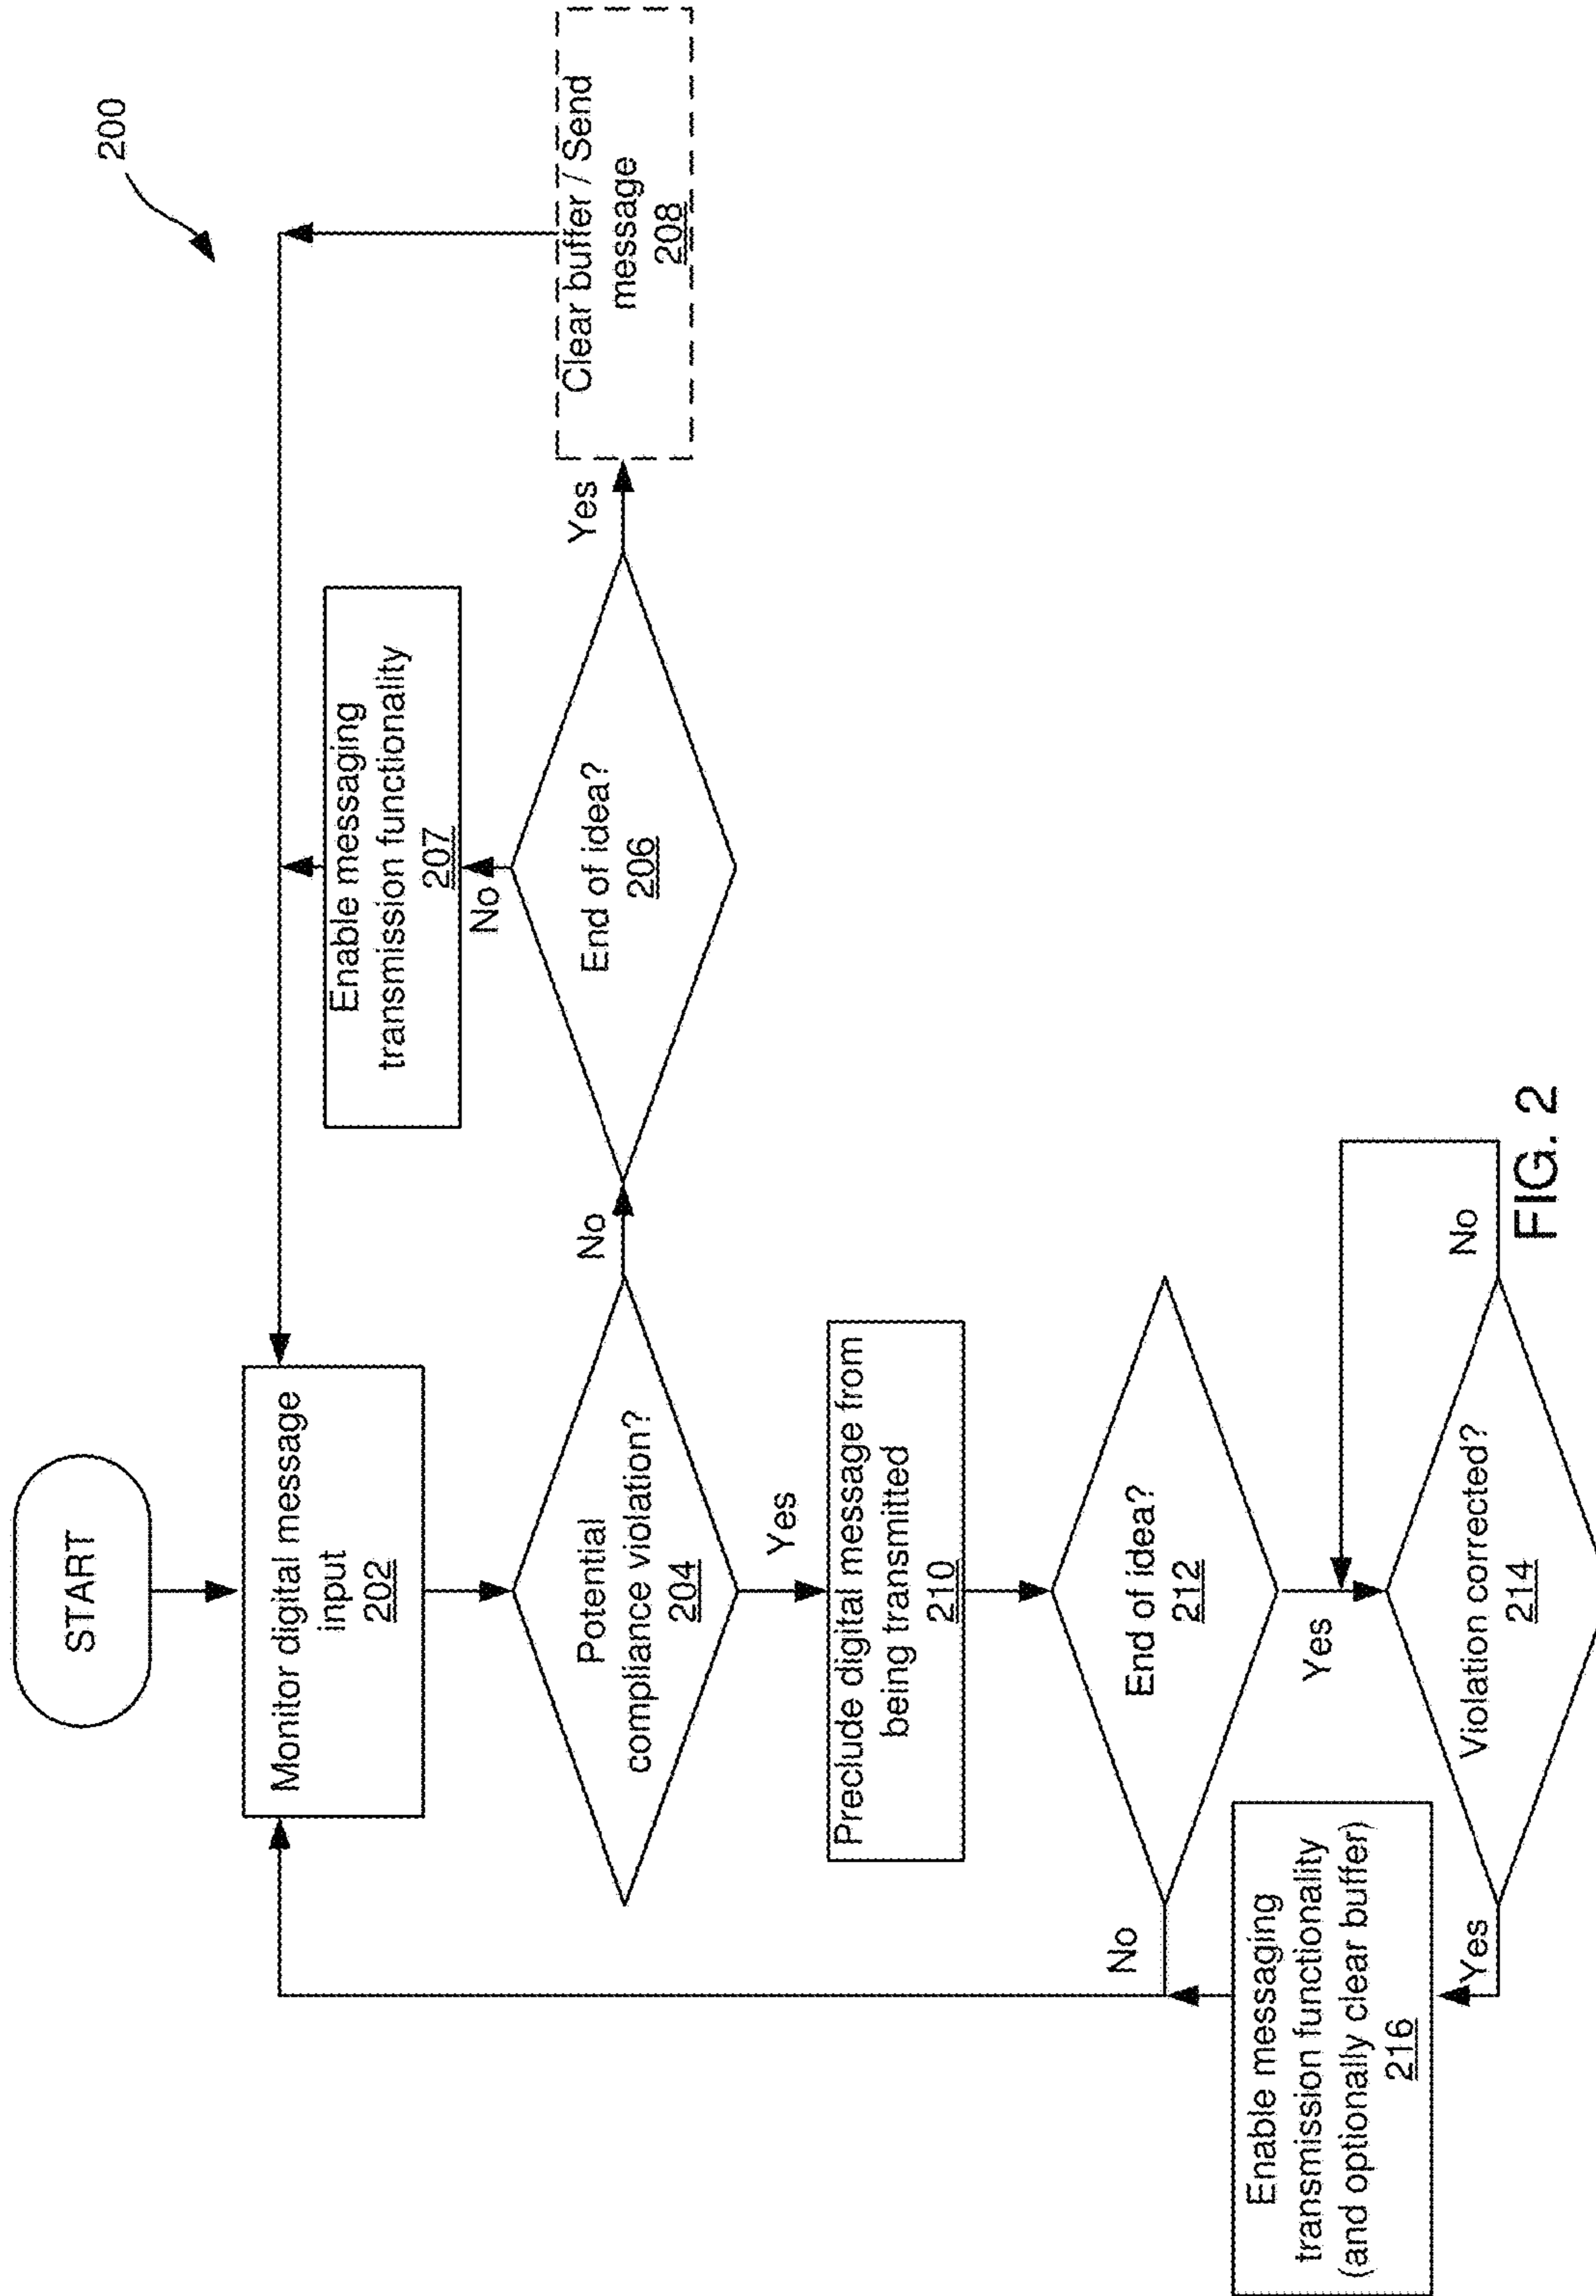 200
START
Monitor digital message
input
202
Potential
compliance violation?
204
No
End of idea?
206
No
Enable messaging
transmission functionality
207
Yes
Clear buffer / Send
message
208
Yes
Preclude digital message from
being transmitted
210
End of idea?
212
No
Yes
Violation corrected?
214
No
Yes
Enable messaging
transmission functionality
(and optionally clear buffer)
216
FIG. 2